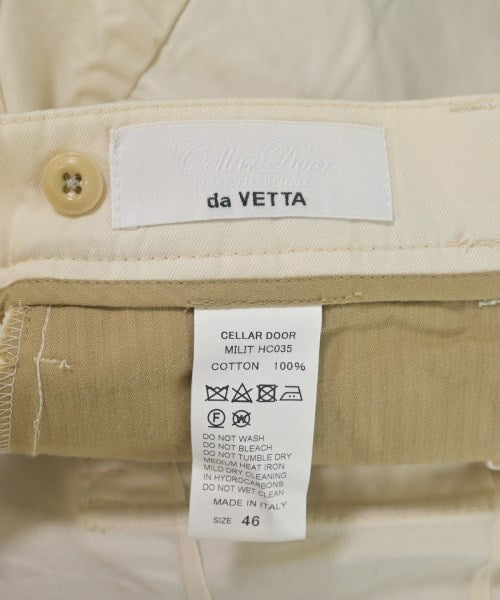 Cellar Door
da VETTA
CELLAR DOOR
MILIT HC035
COTTON 100%
F W
DO NOT WASH
DO NOT BLEACH
DO NOT TUMBLE DRY
MEDIUM HEAT IRON
MILD DRY CLEANING
IN HYDROCARBONS
DO NOT WET CLEAN
MADE IN ITALY
SIZE 46